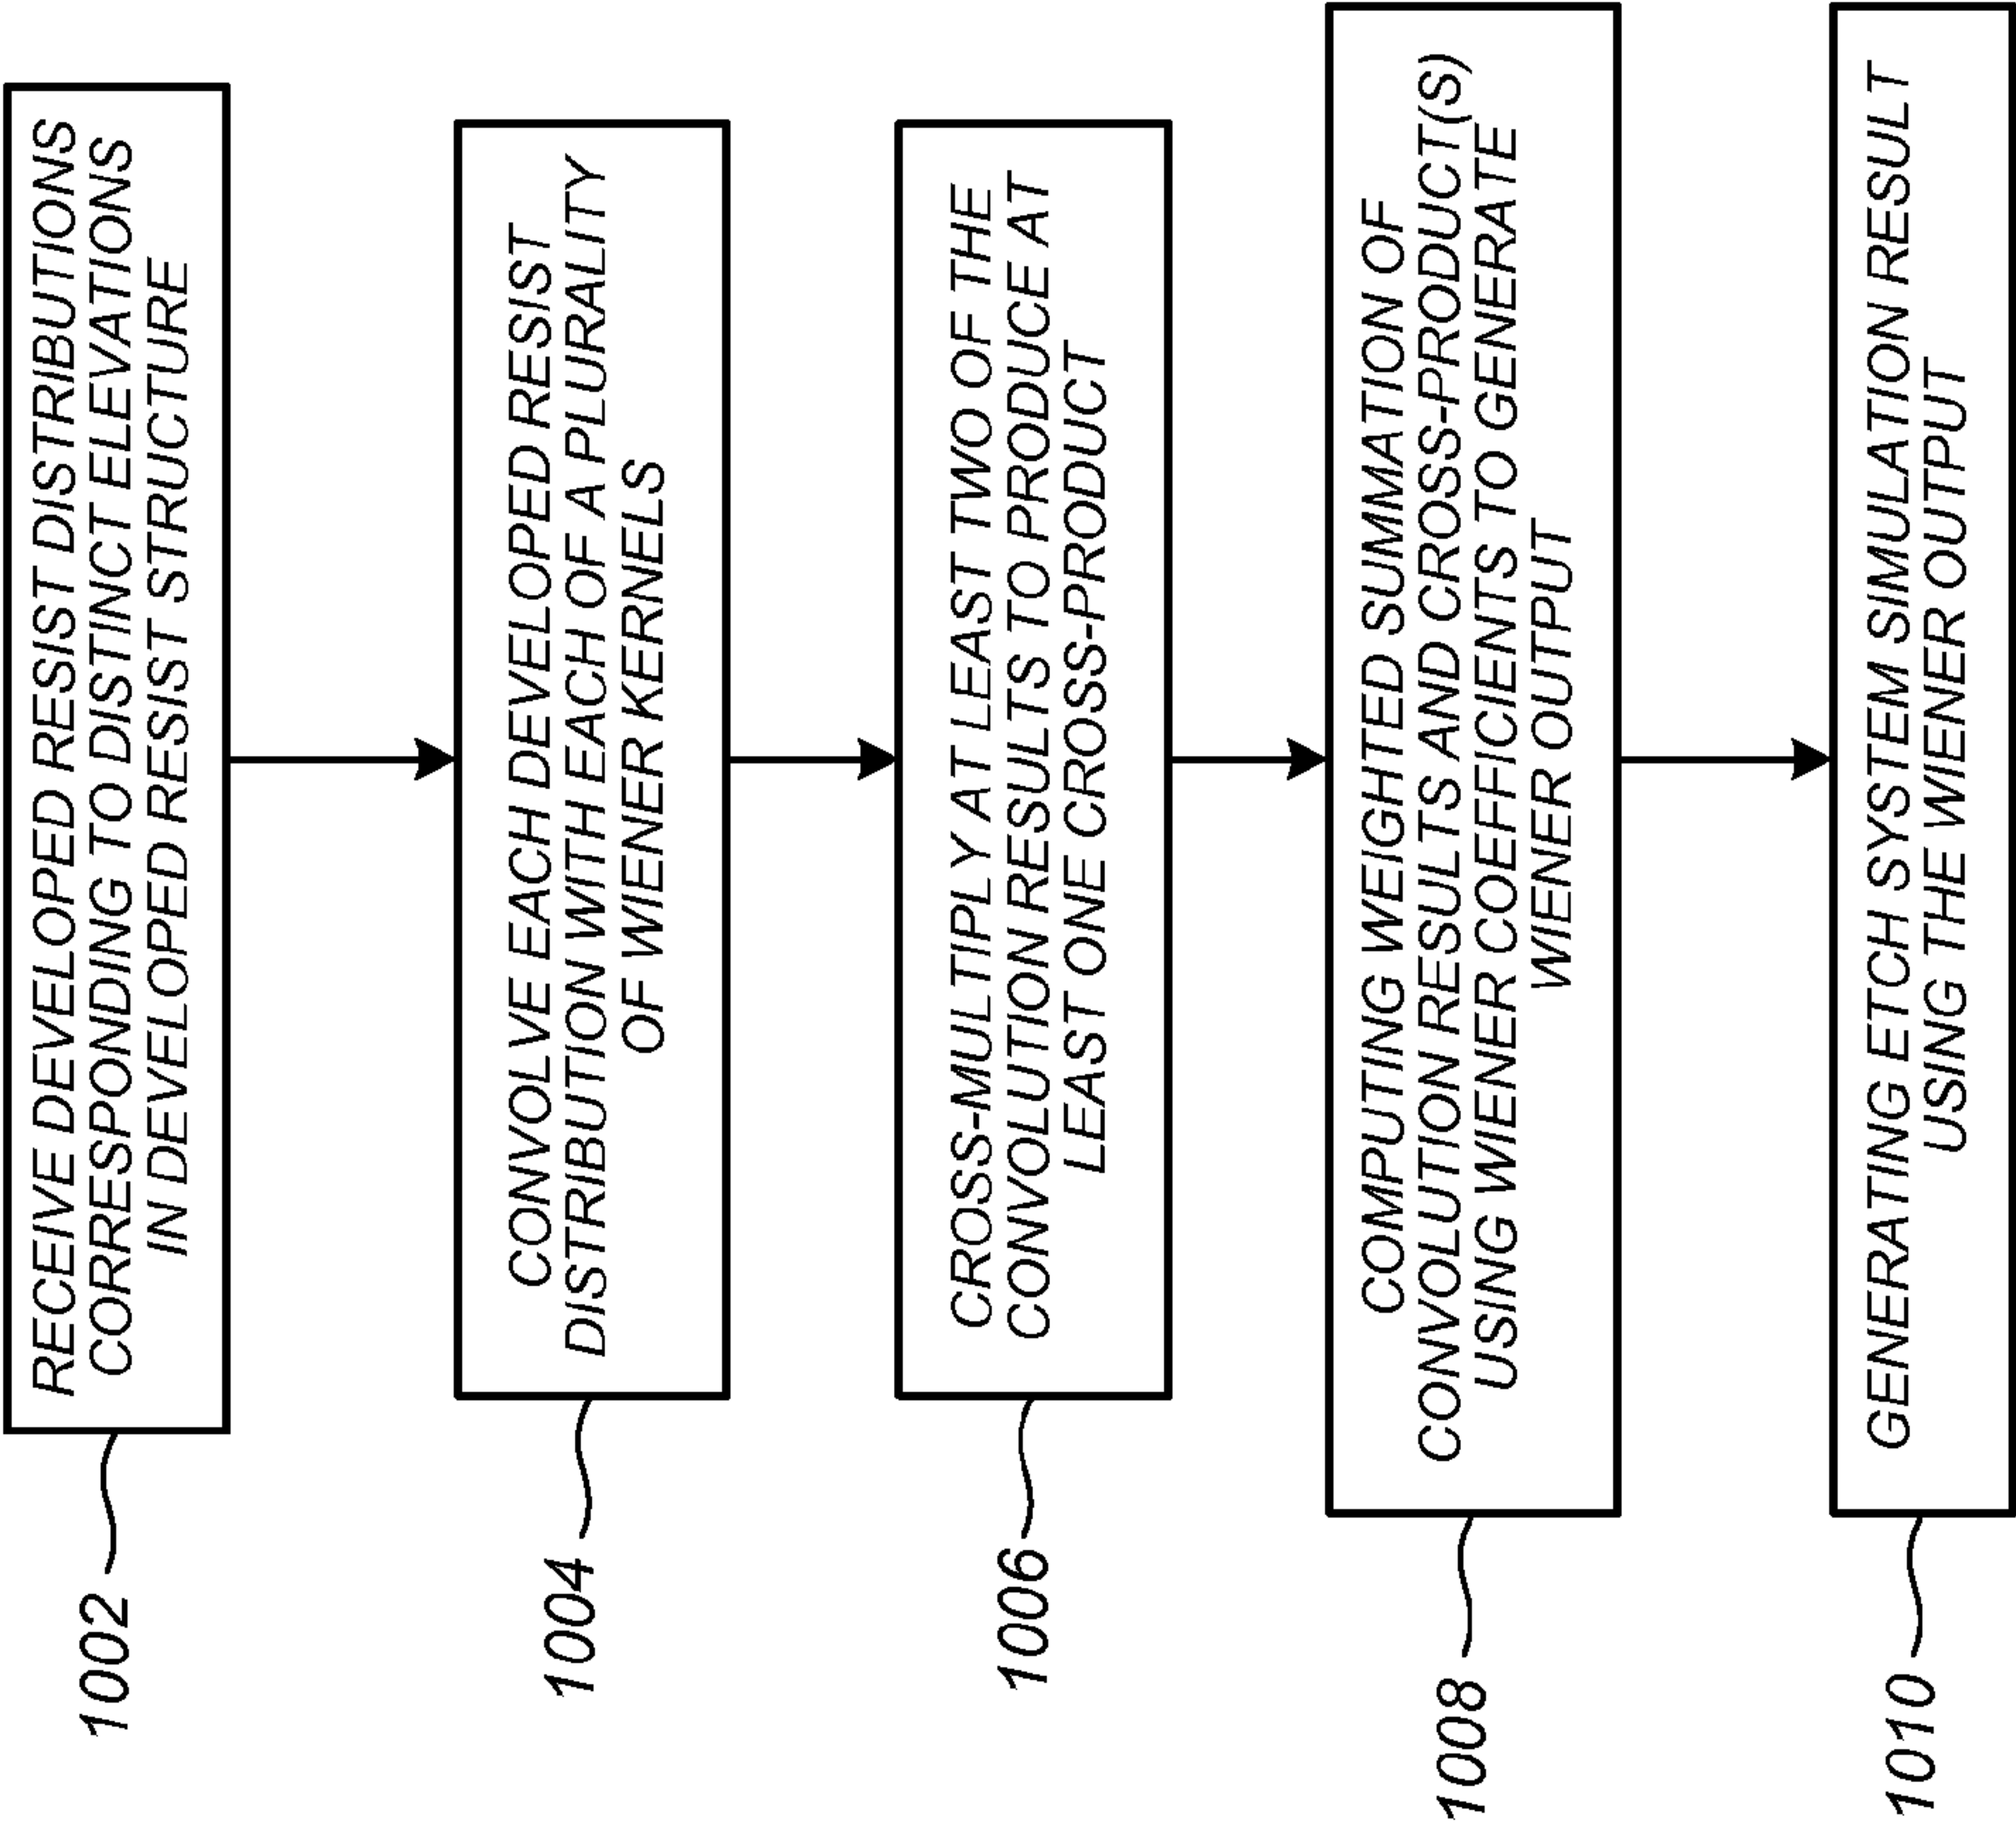 RECEIVE DEVELOPED RESIST DISTRIBUTIONS
CORRESPONDING TO DISTINCT ELEVATIONS
IN DEVELOPED RESIST STRUCTURE
1002
CONVOLVE EACH DEVELOPED RESIST
DISTRIBUTION WITH EACH OF A PLURALITY
OF WIENER KERNELS
1004
CROSS-MULTIPLY AT LEAST TWO OF THE
CONVOLUTION RESULTS TO PRODUCE AT
LEAST ONE CROSS-PRODUCT
1006
COMPUTING WEIGHTED SUMMATION OF
CONVOLUTION RESULTS AND CROSS-PRODUCT(S)
USING WIENER COEFFICIENTS TO GENERATE
WIENER OUTPUT
1008
GENERATING ETCH SYSTEM SIMULATION RESULT
USING THE WIENER OUTPUT
1010